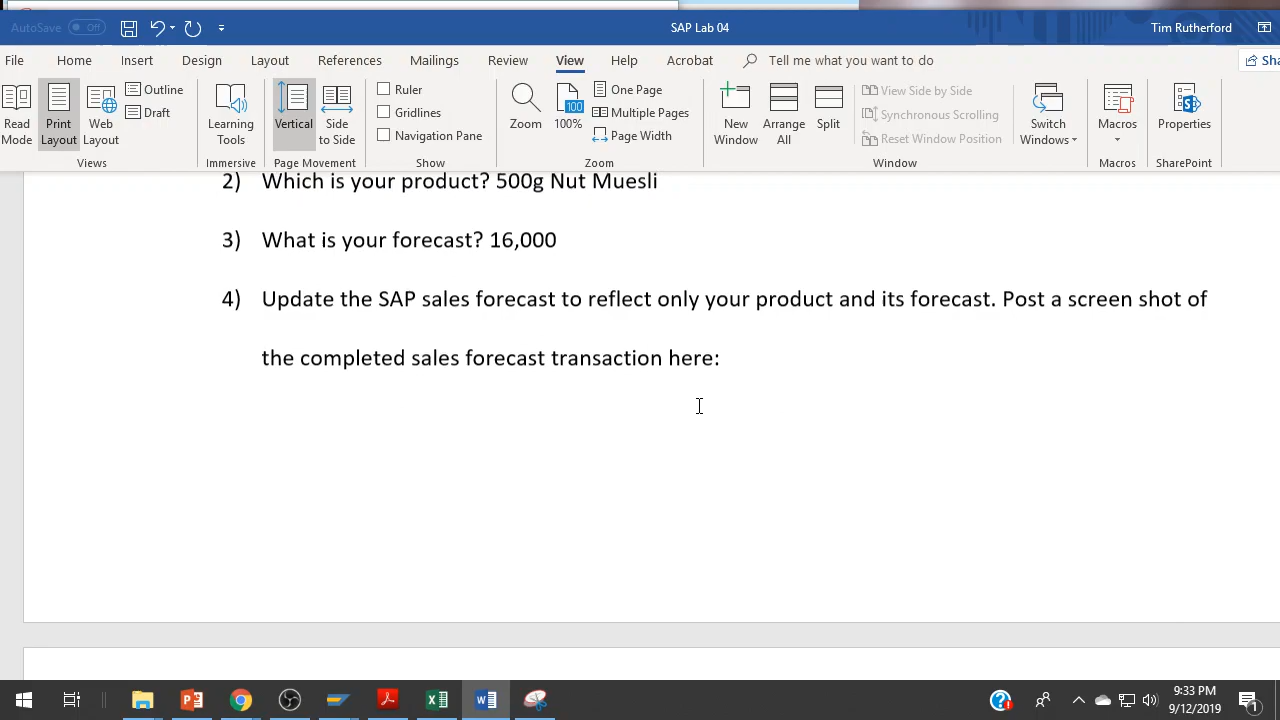 AutoSave Off SAP Lab 04 Tim Rutherford
File Home Insert Design Layout References Mailings Review View Help Acrobat Tell me what you want to do
Read Mode
Print Layout
Web Layout
Outline
Draft
Views
Learning Tools
Immersive
Vertical
Side to Side
Page Movement
Ruler
Gridlines
Navigation Pane
Show
Zoom
100
100%
One Page
Multiple Pages
Page Width
Zoom
New Window
Arrange All
Split
View Side by Side
Synchronous Scrolling
Reset Window Position
Switch Windows
Window
Macros
Macros
Properties
SharePoint
2) Which is your product? 500g Nut Muesli
3) What is your forecast? 16,000
4) Update the SAP sales forecast to reflect only your product and its forecast. Post a screen shot of
the completed sales forecast transaction here:
9:33 PM
9/12/2019
1